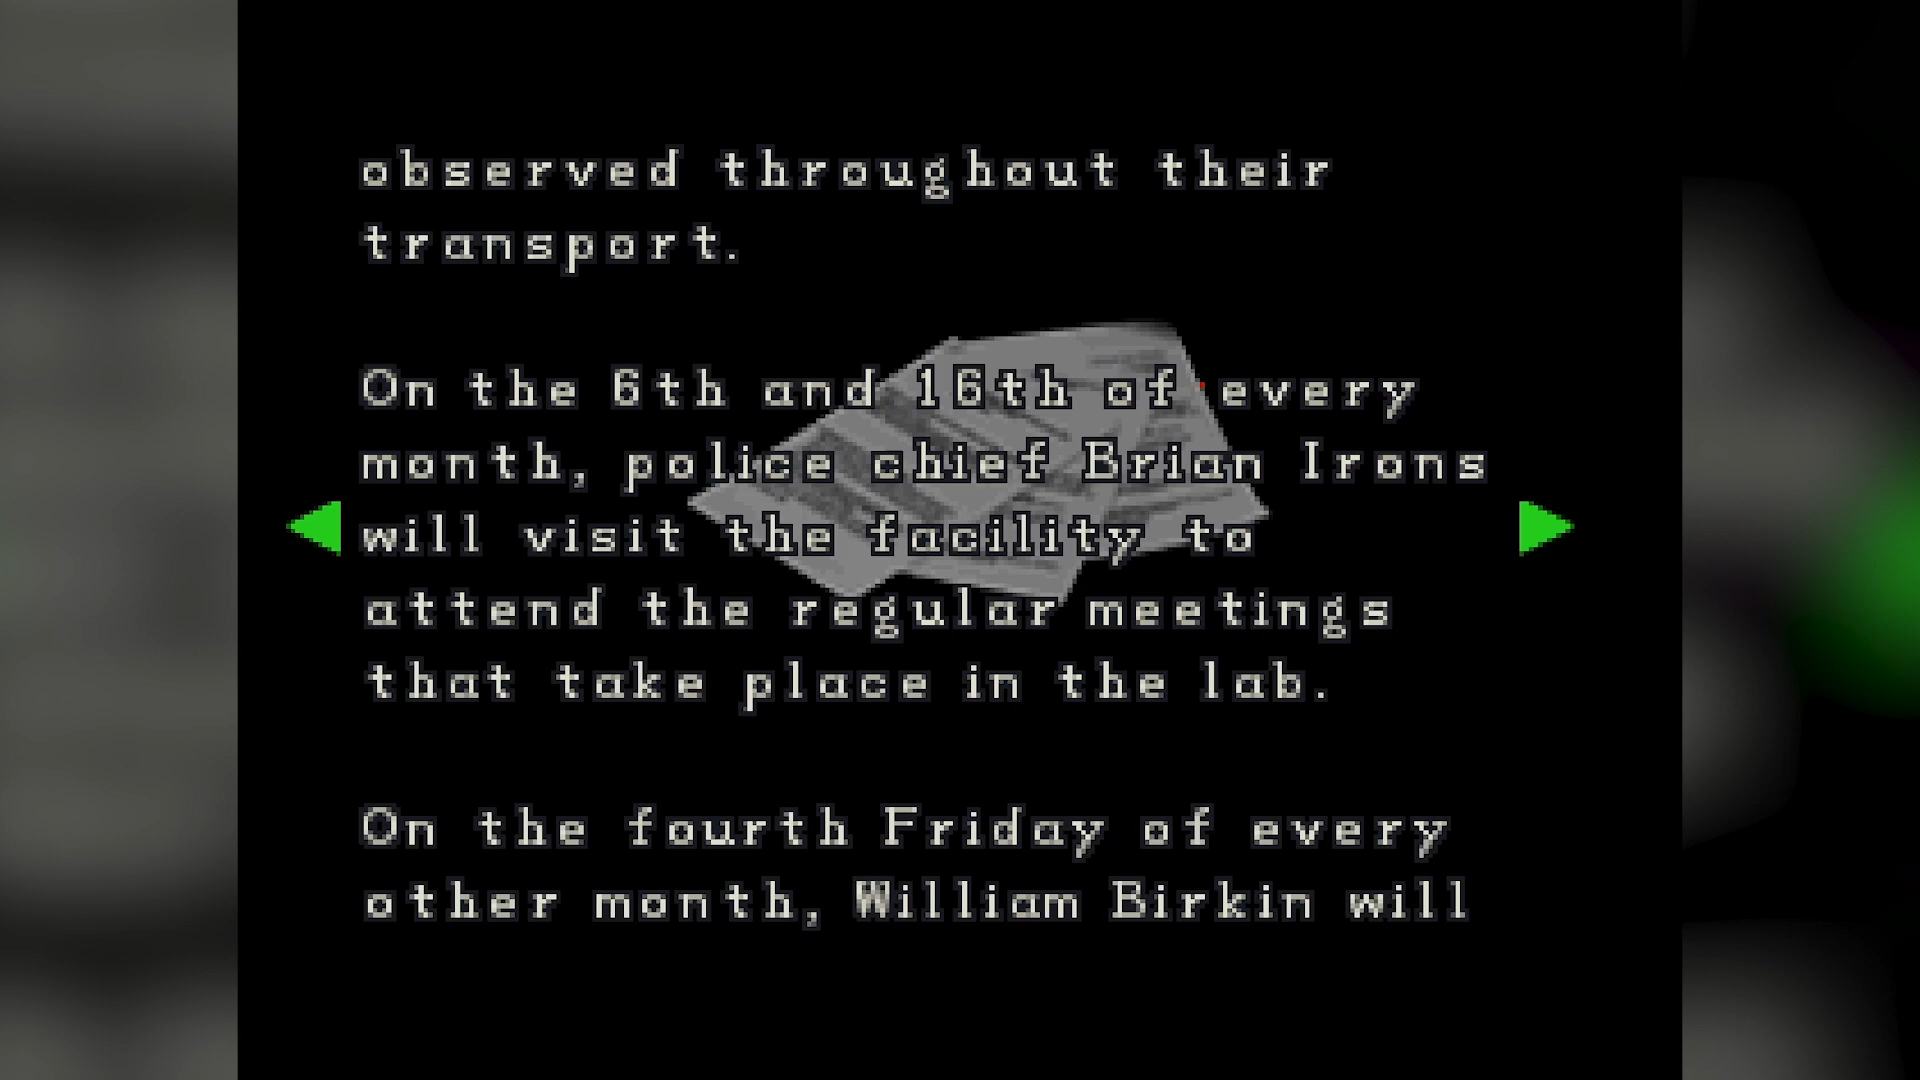 observed throughout their
transport.
On the 6th and 16th of every
month, police chief Brian Irons
will visit the facility to
attend the regular meetings
that take place in the lab.
On the fourth Friday of every
other month, William Birkin will